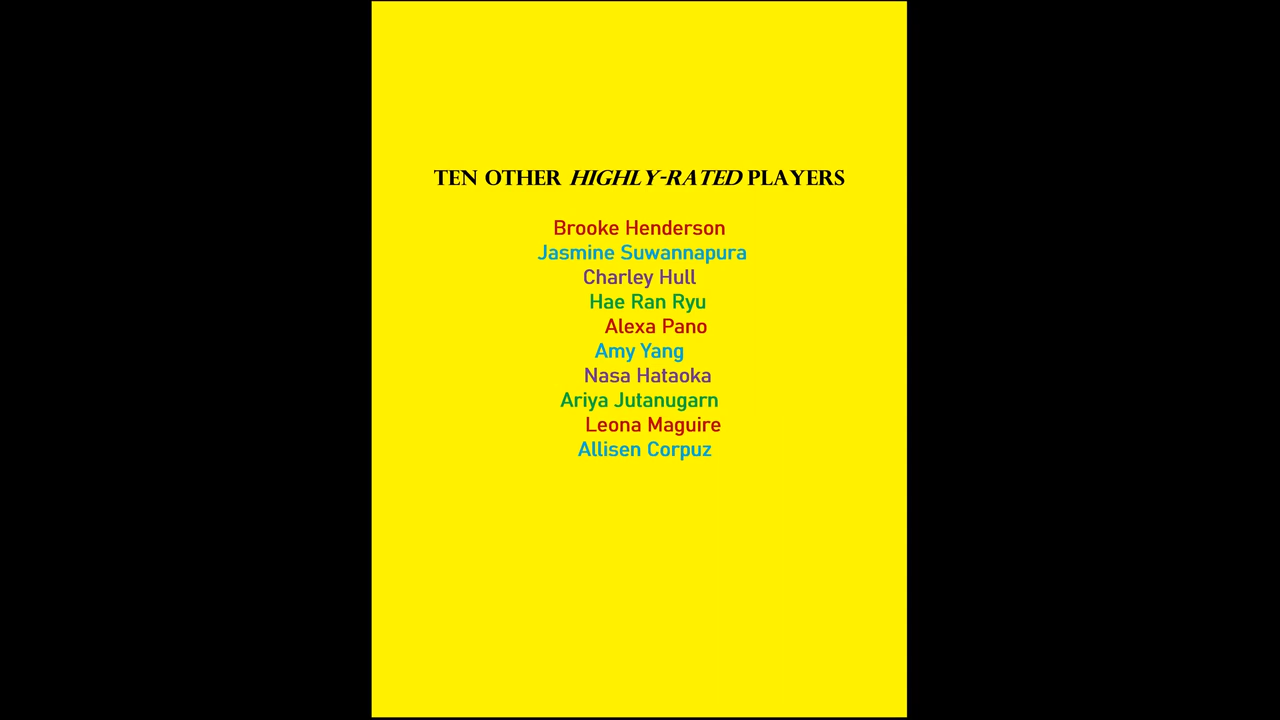 TEN OTHER HIGHLY-RATED PLAYERS
Brooke Henderson
Jasmine Suwannapura
Charley Hull
Hae Ran Ryu
Alexa Pano
Amy Yang
Nasa Hataoka
Ariya Jutanugarn
Leona Maguire
Allisen Corpuz